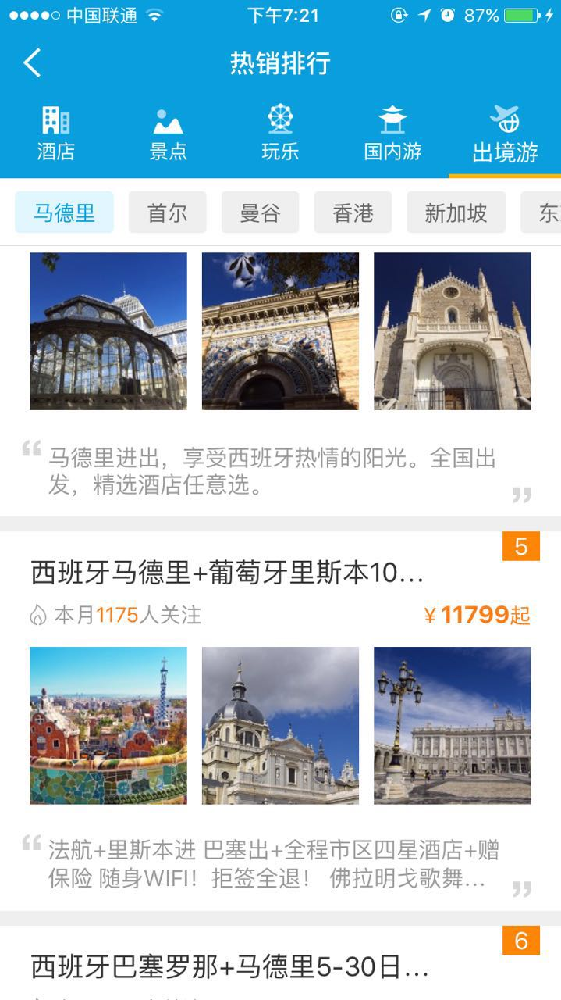 中国联通 下午7:21 87%
热销排行
酒店 景点 玩乐 国内游 出境游
马德里 首尔 曼谷 香港 新加坡 东
“马德里进出，享受西班牙热情的阳光。全国出
发，精选酒店任意选。”
5
西班牙马德里+葡萄牙里斯本10...
本月1175人关注 ¥11799起
“法航+里斯本进 巴塞出+全程市区四星酒店+赠
保险 随身WIFI！拒签全退！ 佛拉明戈歌舞...”
6
西班牙巴塞罗那+马德里5-30日...